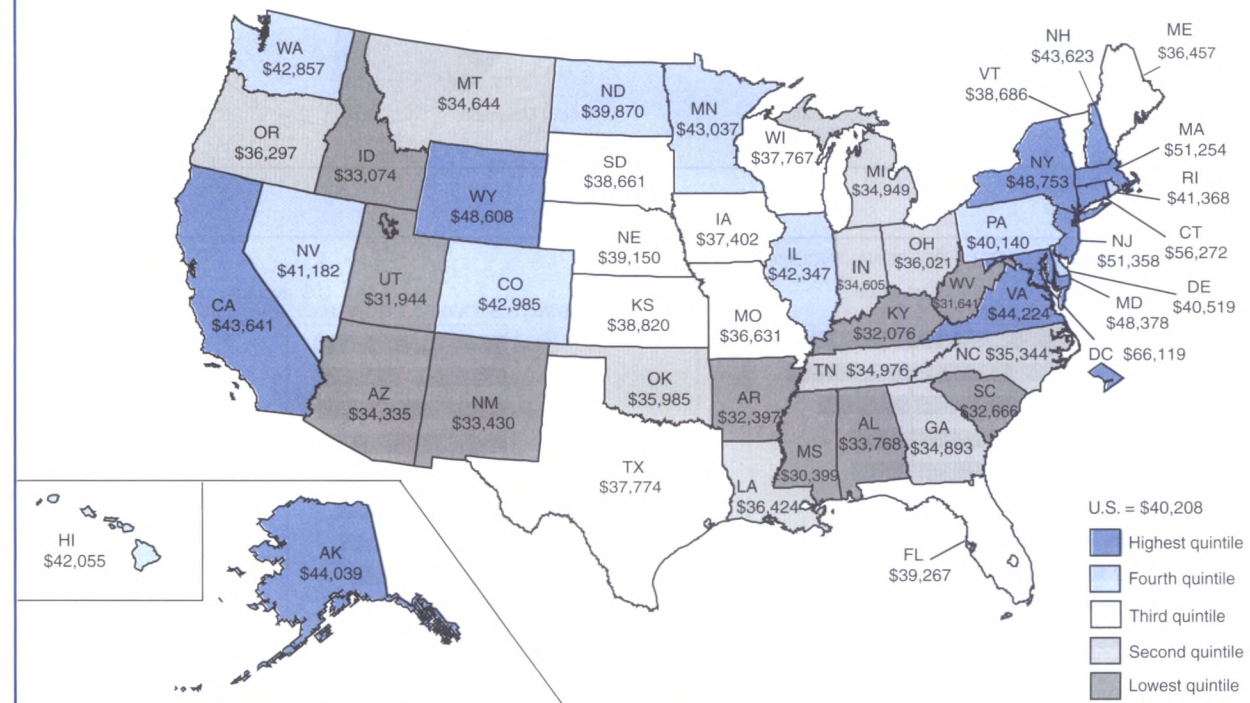 WA
$42,857
MT
$34,644
ND
$39,870
MN
$43,037
OR
$36,297
ID
$33,074
WY
$48,608
SD
$38,661
WI
$37,767
MI
$34,949
NH
$43,623
ME
$36,457
VT
$38,686
NY
$48,753
MA
$51,254
RI
$41,368
CT
$56,272
NJ
$51,358
DE
$40,519
MD
$48,378
DC $66,119
PA
$40,140
NV
$41,182
UT
$31,944
CO
$42,985
NE
$39,150
IA
$37,402
IL
$42,347
IN
$34,605
OH
$36,021
WV
$31,641
VA
$44,224
CA
$43,641
KS
$38,820
MO
$36,631
KY
$32,076
NC $35,344
TN $34,976
AZ
$34,335
NM
$33,430
OK
$35,985
AR
$32,397
SC
$32,666
MS
$30,399
AL
$33,768
GA
$34,893
TX
$37,774
LA
$36,424
FL
$39,267
HI
$42,055
AK
$44,039
U.S. = $40,208
Highest quintile
Fourth quintile
Third quintile
Second quintile
Lowest quintile